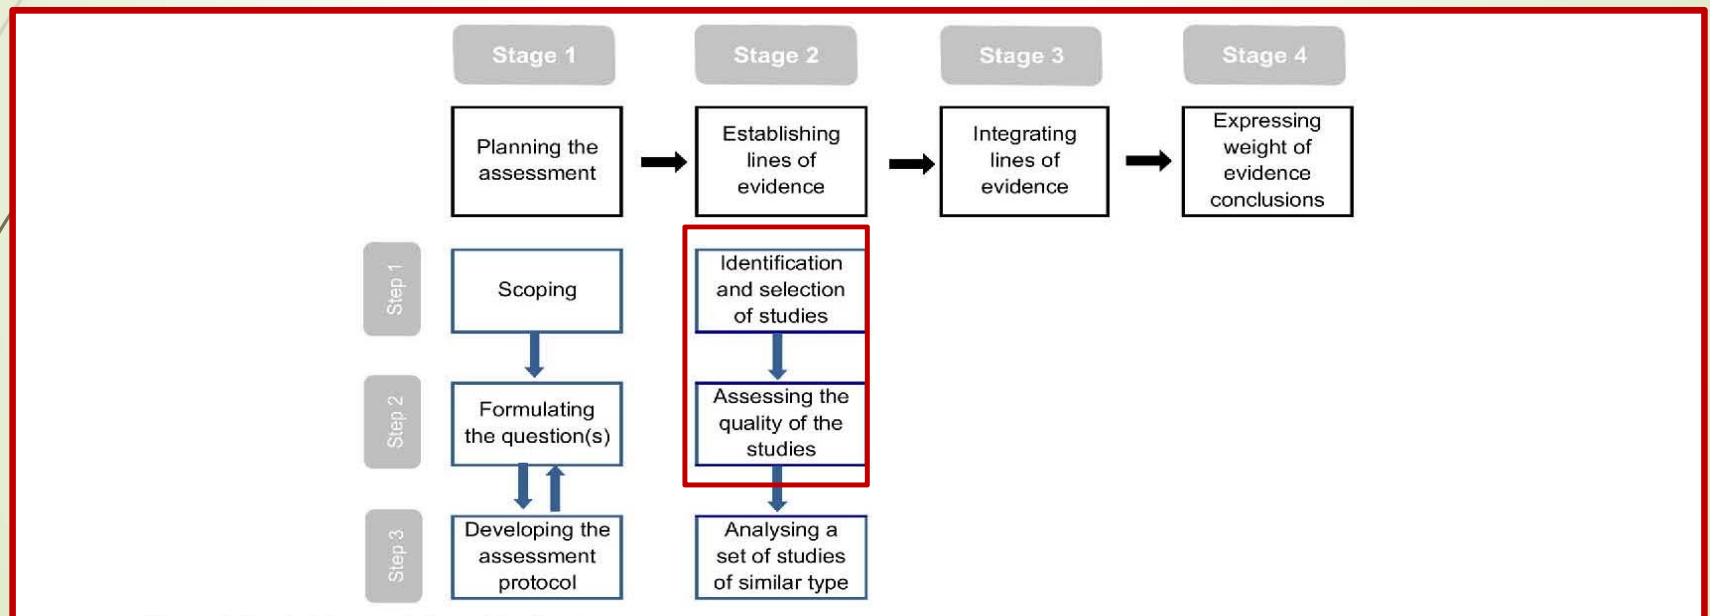 Stage 1
Stage 2
Stage 3
Stage 4
Planning the
assessment
Establishing
lines of
evidence
Integrating
lines of
evidence
Expressing
weight of
evidence
conclusions
Step 1
Scoping
Identification
and selection
of studies
Step 2
Formulating
the question(s)
Assessing the
quality of the
studies
Step 3
Developing the
assessment
protocol
Analysing a
set of studies
of similar type